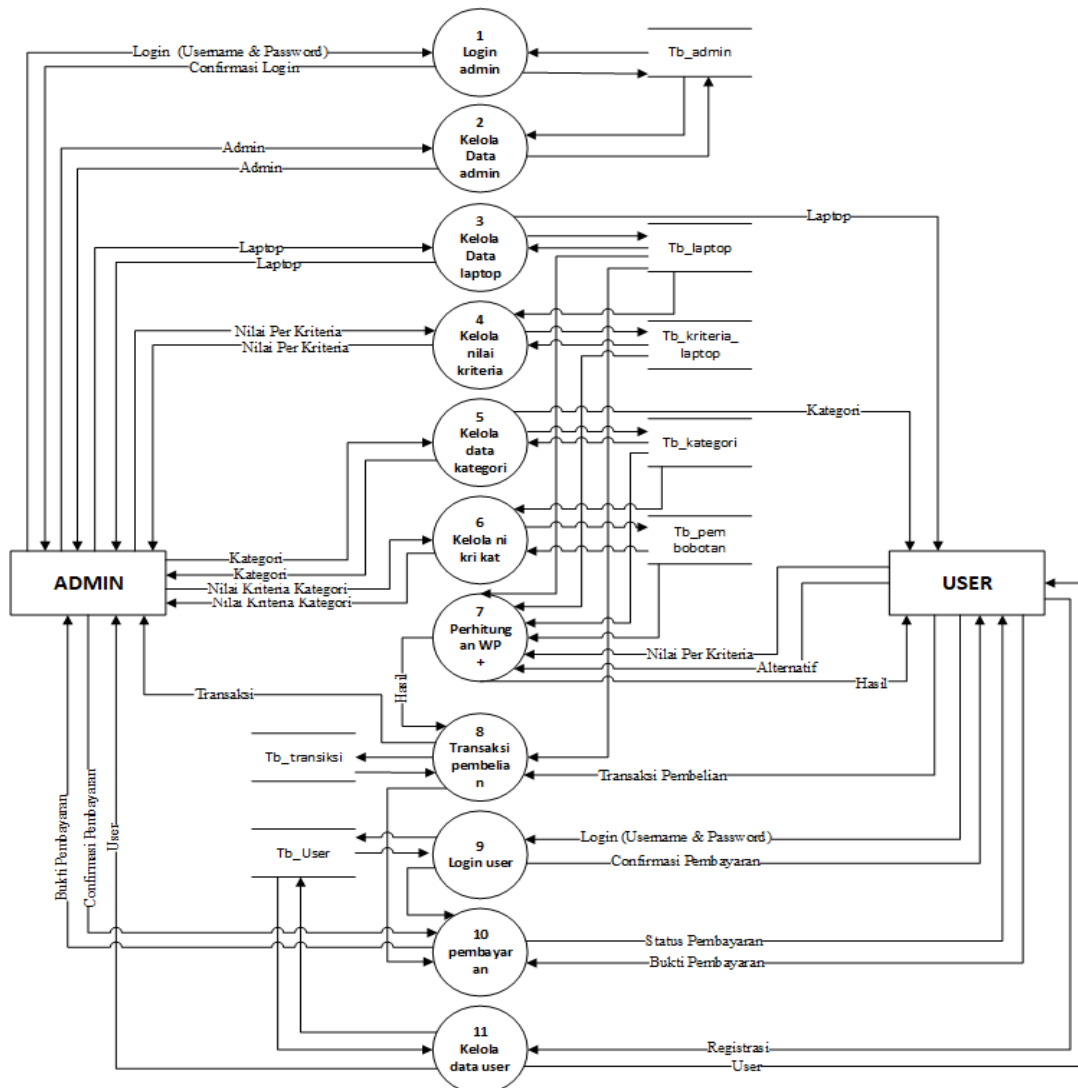 1
Login
admin
Login (Username & Password)
Confirmasi Login
Tb_admin
2
Kelola
Data
admin
Admin
Admin
3
Kelola
Data
laptop
Laptop
Laptop
Laptop
Tb_laptop
4
Kelola
nilai
kriteria
Nilai Per Kriteria
Nilai Per Kriteria
Tb_kriteria_
laptop
5
Kelola
data
kategori
Kategori
Tb_kategori
6
Kelola ni
kri kat
Tb_pem
bobotan
Kategori
Kategori
Nilai Kriteria Kategori
Nilai Kriteria Kategori
ADMIN
USER
7
Perhitung
an WP
+
Nilai Per Kriteria
Alternatif
Hasil
Hasil
Transaksi
8
Transaksi
pembelia
n
Tb_transiksi
Transaksi Pembelian
Bukti Pembayaran
Confirmasi Pembayaran
User
9
Login user
Tb_User
Login (Username & Password)
Confirmasi Pembayaran
10
pembayar
an
Status Pembayaran
Bukti Pembayaran
11
Kelola
data user
Registrasi
User